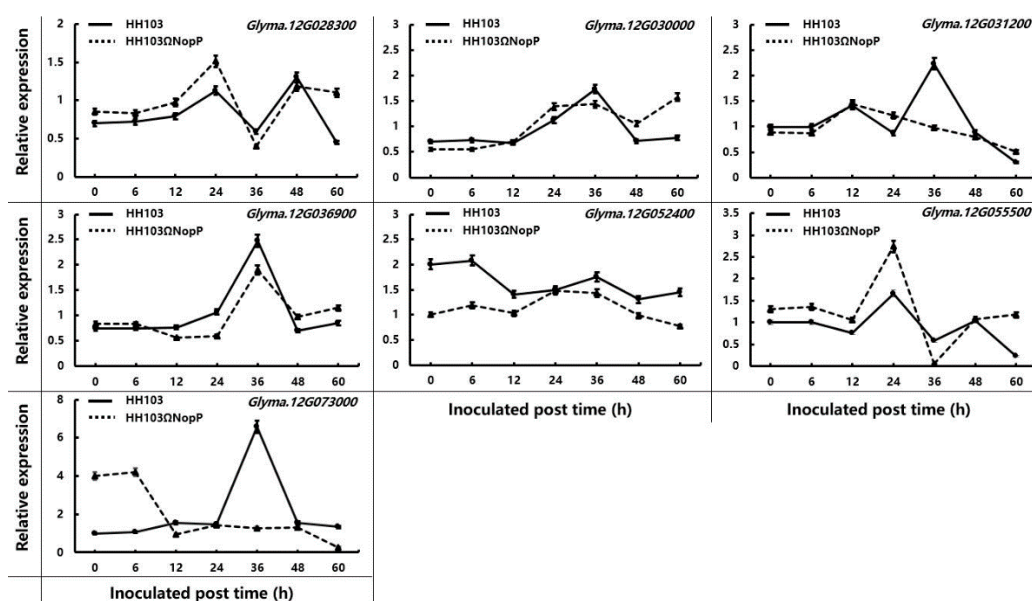 HH103
HH103ΩNopP
Glyma.12G028300
Relative expression
2
1.5
1
0.5
0
0 6 12 24 36 48 60
HH103
HH103ΩNopP
Glyma.12G030000
3
2.5
2
1.5
1
0.5
0
0 6 12 24 36 48 60
HH103
HH103ΩNopP
Glyma.12G031200
3
2.5
2
1.5
1
0.5
0
0 6 12 24 36 48 60
HH103
HH103ΩNopP
Glyma.12G036900
Relative expression
3
2.5
2
1.5
1
0.5
0
0 6 12 24 36 48 60
HH103
HH103ΩNopP
Glyma.12G052400
3
2.5
2
1.5
1
0.5
0
0 6 12 24 36 48 60
Inoculated post time (h)
HH103
HH103ΩNopP
Glyma.12G055500
3.5
3
2.5
2
1.5
1
0.5
0
0 6 12 24 36 48 60
Inoculated post time (h)
HH103
HH103ΩNopP
Glyma.12G073000
Relative expression
8
6
4
2
0
0 6 12 24 36 48 60
Inoculated post time (h)